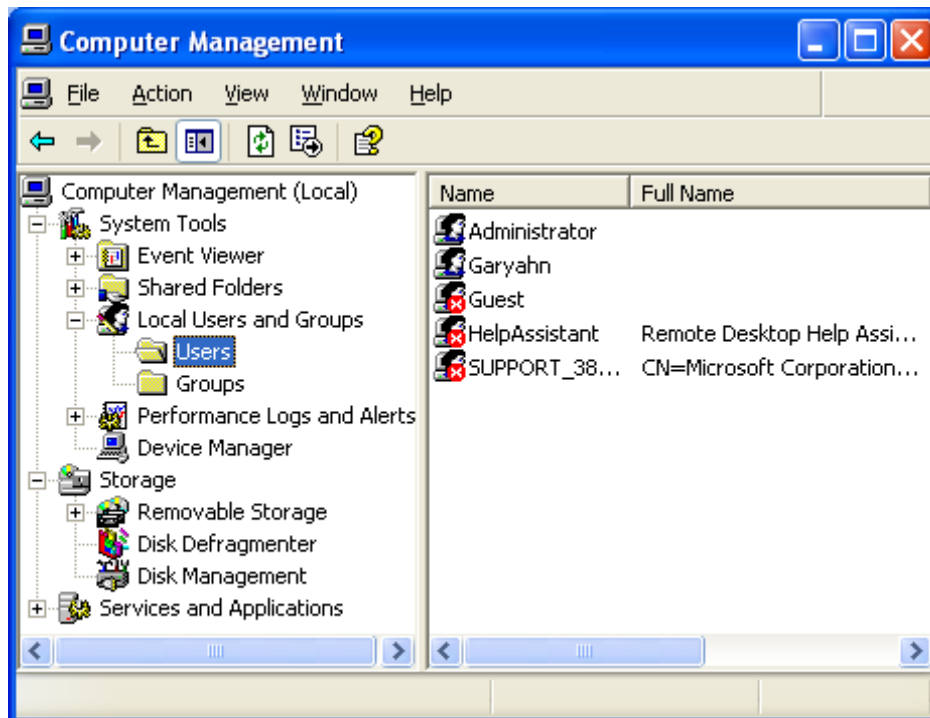 Computer Management
File Action View Window Help
Computer Management (Local)
System Tools
Event Viewer
Shared Folders
Local Users and Groups
Users
Groups
Performance Logs and Alerts
Device Manager
Storage
Removable Storage
Disk Defragmenter
Disk Management
Services and Applications
Name Full Name
Administrator
Garyahn
Guest
HelpAssistant Remote Desktop Help Assi...
SUPPORT_38... CN=Microsoft Corporation...